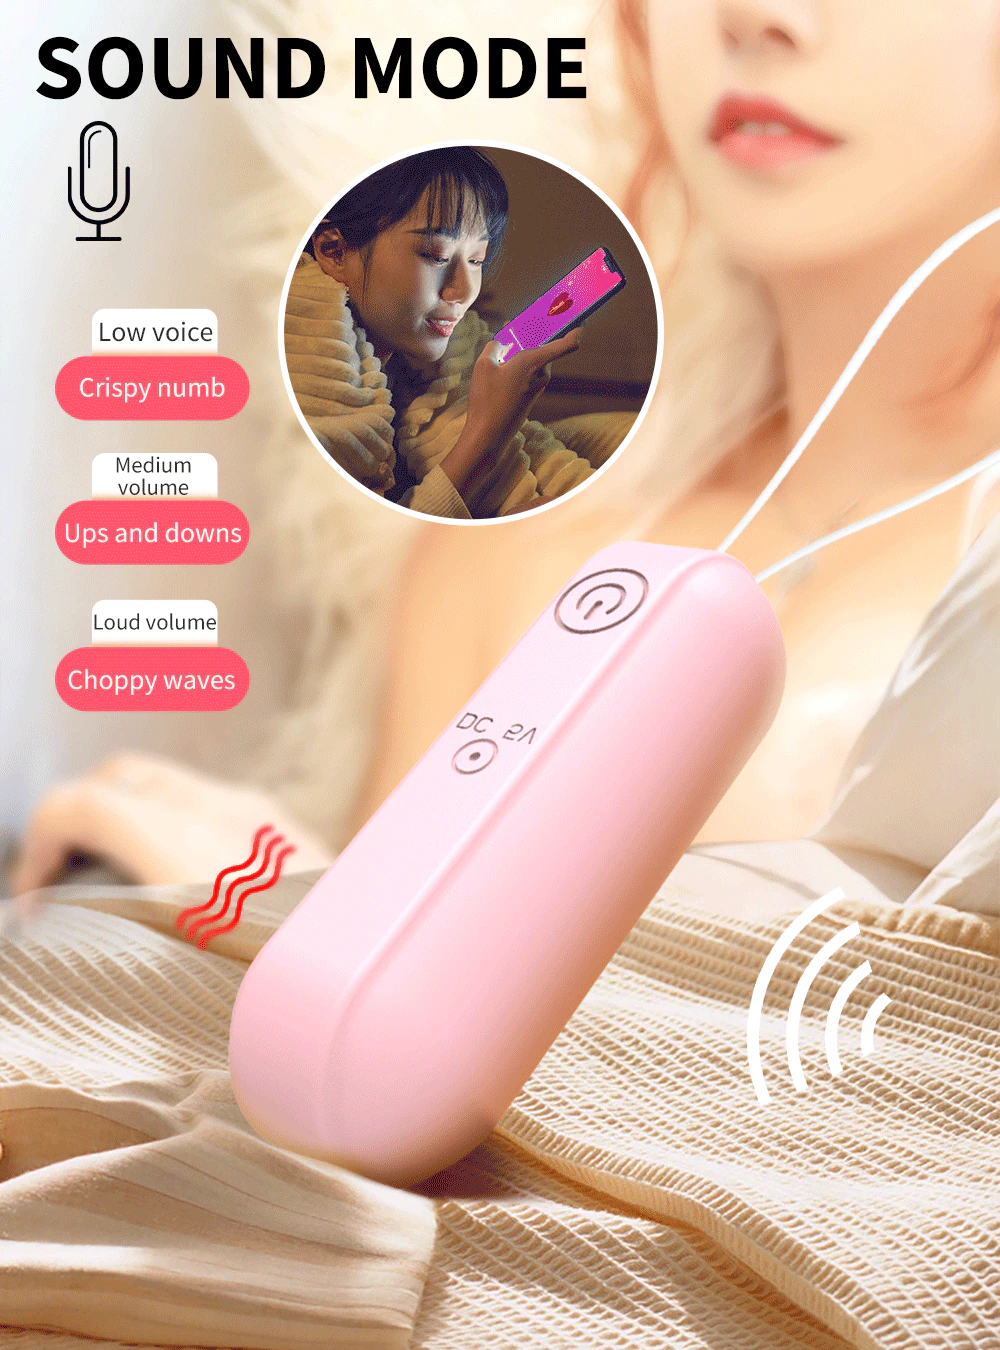 SOUND MODE
Low voice
Crispy numb
Medium
volume
Ups and downs
Loud volume
Choppy waves
DC 5V